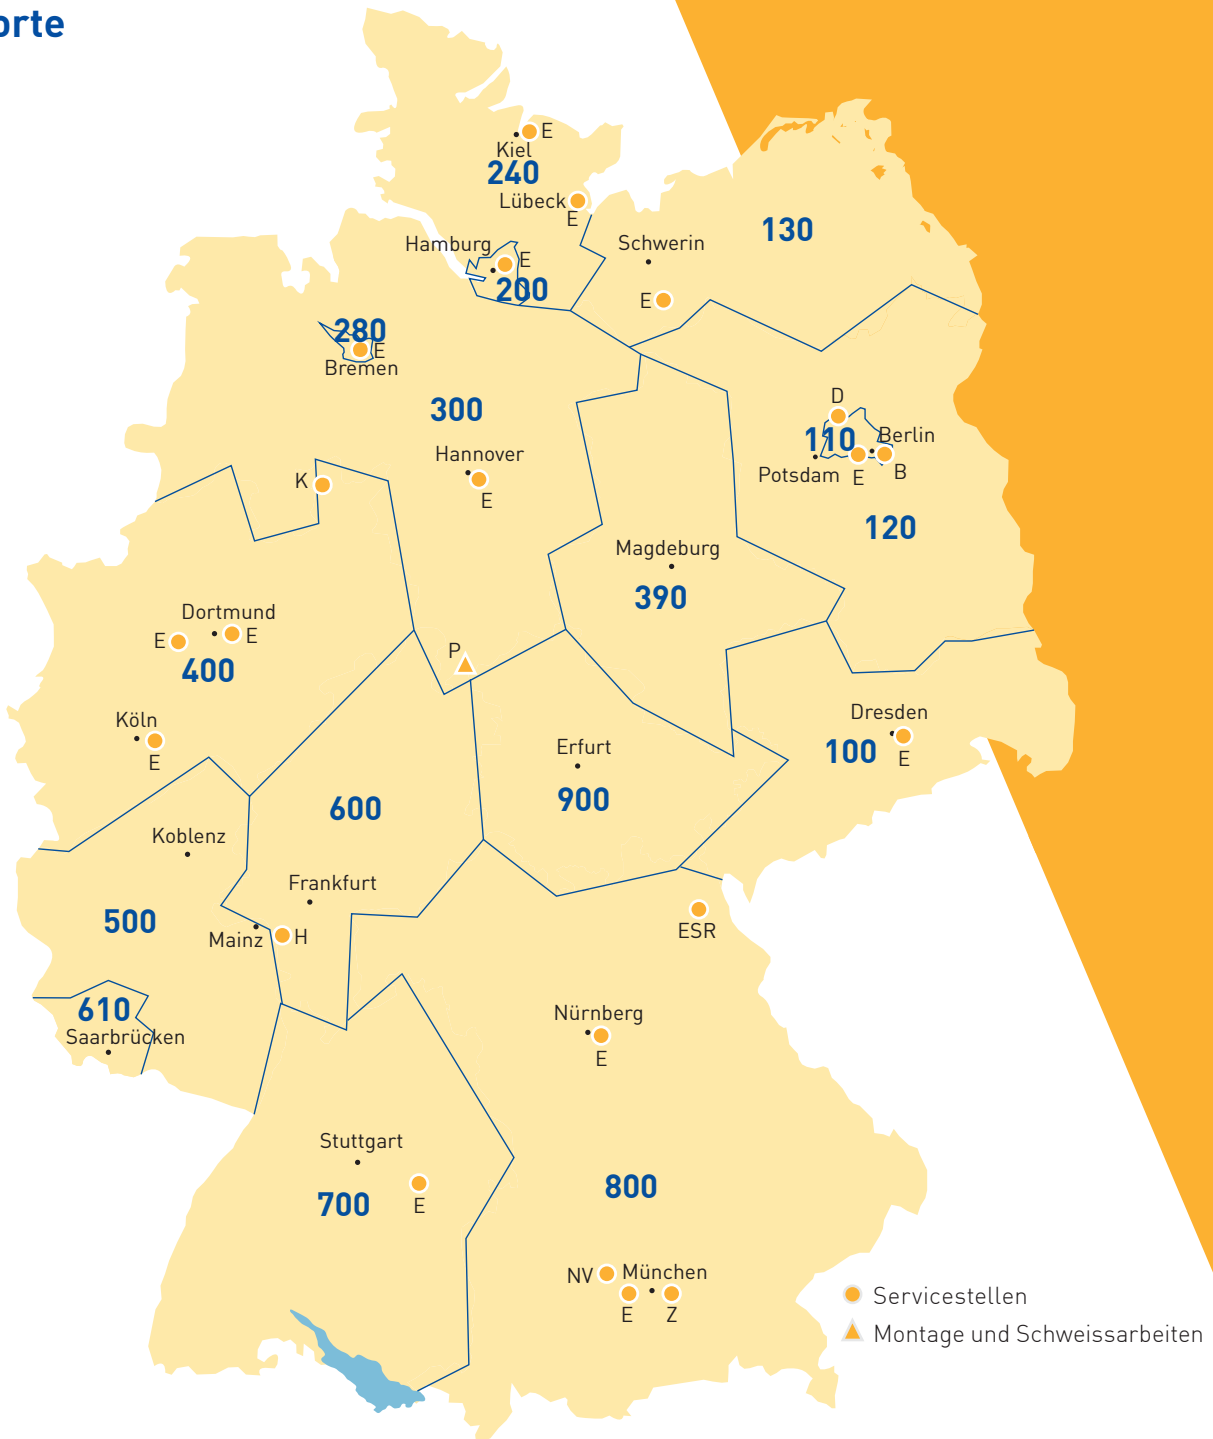 orte
E
Kiel
240
Lübeck
E
130
Schwerin
Hamburg
E
200
E
280
E
Bremen
300
D
110
Berlin
Hannover
K
E
Potsdam
E
B
120
Magdeburg
390
Dortmund
E
E
400
P
Köln
E
Dresden
100
E
Erfurt
900
600
Koblenz
Frankfurt
500
Mainz
H
ESR
610
Saarbrücken
Nürnberg
E
Stuttgart
700
E
800
NV
München
E
Z
Servicestellen
Montage und Schweissarbeiten